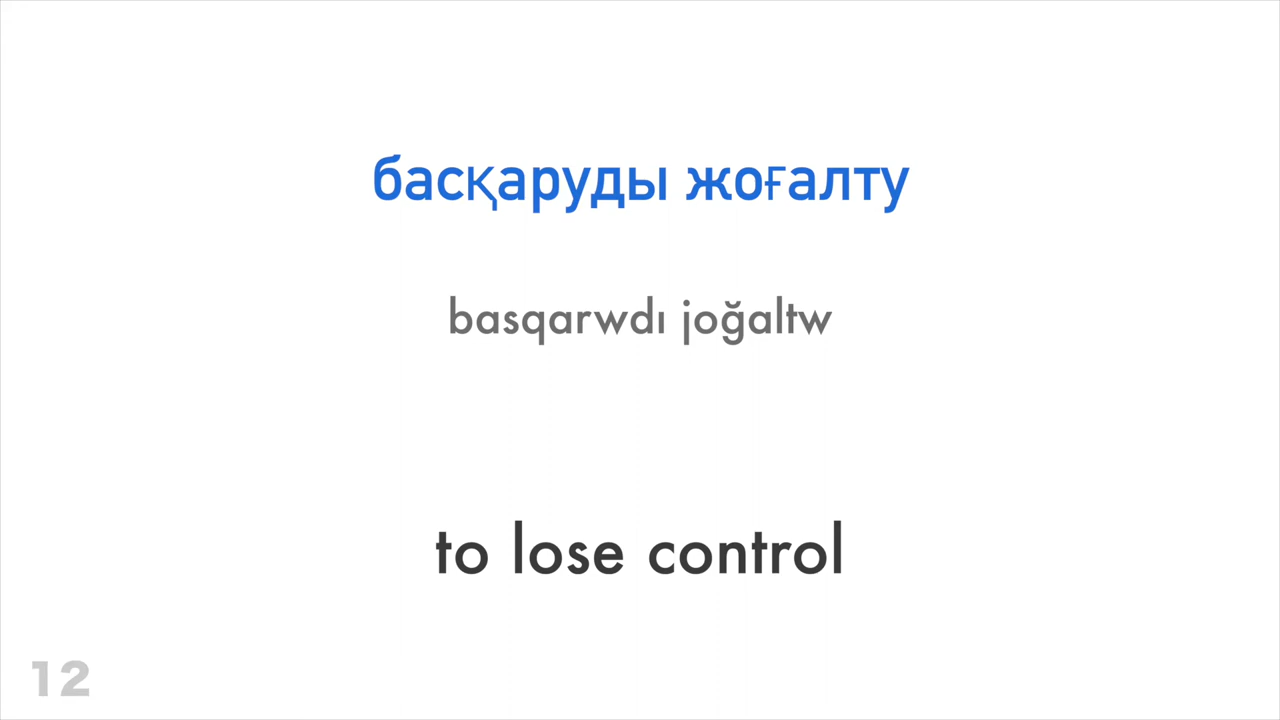 басқаруды жоғалту
basqarwdı joğaltw
to lose control
12